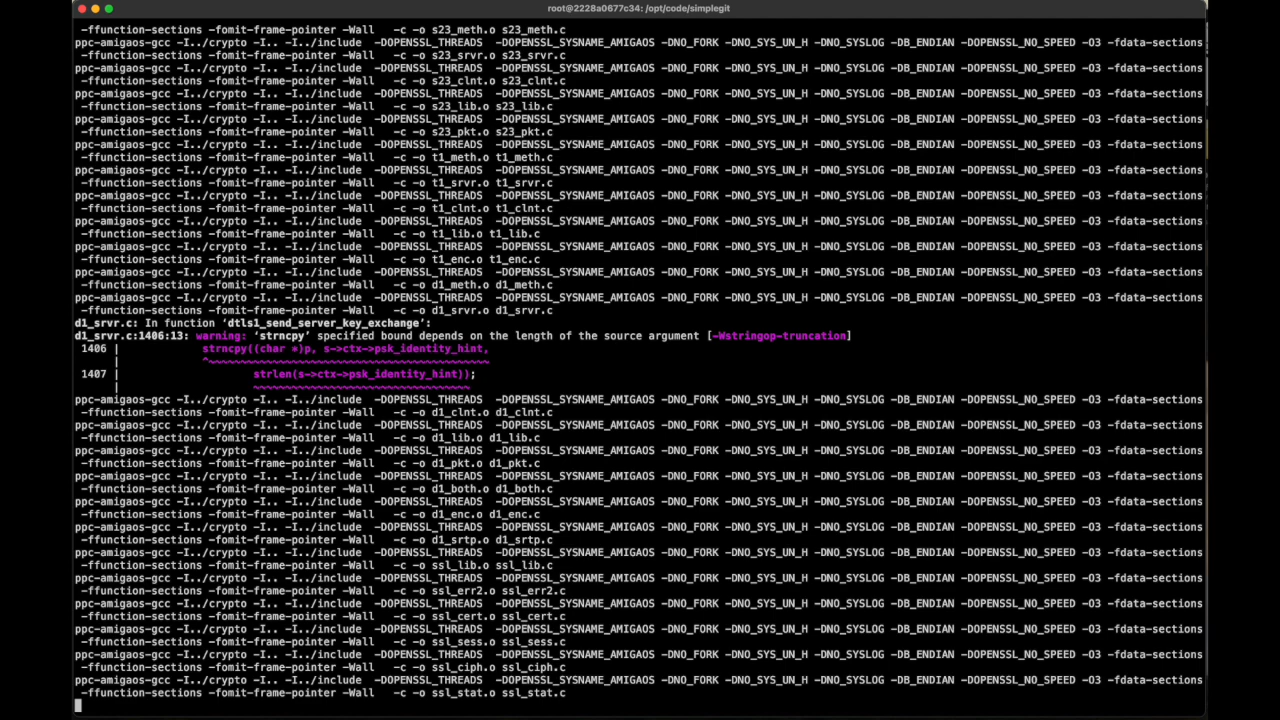 root@2228a0677c34: /opt/code/simplegit
-ffunction-sections -fomit-frame-pointer -Wall   -c -o s23_meth.o s23_meth.c
ppc-amigaos-gcc -I../crypto -I.. -I../include  -DOPENSSL_THREADS  -DOPENSSL_SYSNAME_AMIGAOS -DNO_FORK -DNO_SYS_UN_H -DNO_SYSLOG -DB_ENDIAN -DOPENSSL_NO_SPEED -O3 -fdata-sections
-ffunction-sections -fomit-frame-pointer -Wall   -c -o s23_srvr.o s23_srvr.c
ppc-amigaos-gcc -I../crypto -I.. -I../include  -DOPENSSL_THREADS  -DOPENSSL_SYSNAME_AMIGAOS -DNO_FORK -DNO_SYS_UN_H -DNO_SYSLOG -DB_ENDIAN -DOPENSSL_NO_SPEED -O3 -fdata-sections
-ffunction-sections -fomit-frame-pointer -Wall   -c -o s23_clnt.o s23_clnt.c
ppc-amigaos-gcc -I../crypto -I.. -I../include  -DOPENSSL_THREADS  -DOPENSSL_SYSNAME_AMIGAOS -DNO_FORK -DNO_SYS_UN_H -DNO_SYSLOG -DB_ENDIAN -DOPENSSL_NO_SPEED -O3 -fdata-sections
-ffunction-sections -fomit-frame-pointer -Wall   -c -o s23_lib.o s23_lib.c
ppc-amigaos-gcc -I../crypto -I.. -I../include  -DOPENSSL_THREADS  -DOPENSSL_SYSNAME_AMIGAOS -DNO_FORK -DNO_SYS_UN_H -DNO_SYSLOG -DB_ENDIAN -DOPENSSL_NO_SPEED -O3 -fdata-sections
-ffunction-sections -fomit-frame-pointer -Wall   -c -o s23_pkt.o s23_pkt.c
ppc-amigaos-gcc -I../crypto -I.. -I../include  -DOPENSSL_THREADS  -DOPENSSL_SYSNAME_AMIGAOS -DNO_FORK -DNO_SYS_UN_H -DNO_SYSLOG -DB_ENDIAN -DOPENSSL_NO_SPEED -O3 -fdata-sections
-ffunction-sections -fomit-frame-pointer -Wall   -c -o t1_meth.o t1_meth.c
ppc-amigaos-gcc -I../crypto -I.. -I../include  -DOPENSSL_THREADS  -DOPENSSL_SYSNAME_AMIGAOS -DNO_FORK -DNO_SYS_UN_H -DNO_SYSLOG -DB_ENDIAN -DOPENSSL_NO_SPEED -O3 -fdata-sections
-ffunction-sections -fomit-frame-pointer -Wall   -c -o t1_srvr.o t1_srvr.c
ppc-amigaos-gcc -I../crypto -I.. -I../include  -DOPENSSL_THREADS  -DOPENSSL_SYSNAME_AMIGAOS -DNO_FORK -DNO_SYS_UN_H -DNO_SYSLOG -DB_ENDIAN -DOPENSSL_NO_SPEED -O3 -fdata-sections
-ffunction-sections -fomit-frame-pointer -Wall   -c -o t1_clnt.o t1_clnt.c
ppc-amigaos-gcc -I../crypto -I.. -I../include  -DOPENSSL_THREADS  -DOPENSSL_SYSNAME_AMIGAOS -DNO_FORK -DNO_SYS_UN_H -DNO_SYSLOG -DB_ENDIAN -DOPENSSL_NO_SPEED -O3 -fdata-sections
-ffunction-sections -fomit-frame-pointer -Wall   -c -o t1_lib.o t1_lib.c
ppc-amigaos-gcc -I../crypto -I.. -I../include  -DOPENSSL_THREADS  -DOPENSSL_SYSNAME_AMIGAOS -DNO_FORK -DNO_SYS_UN_H -DNO_SYSLOG -DB_ENDIAN -DOPENSSL_NO_SPEED -O3 -fdata-sections
-ffunction-sections -fomit-frame-pointer -Wall   -c -o t1_enc.o t1_enc.c
ppc-amigaos-gcc -I../crypto -I.. -I../include  -DOPENSSL_THREADS  -DOPENSSL_SYSNAME_AMIGAOS -DNO_FORK -DNO_SYS_UN_H -DNO_SYSLOG -DB_ENDIAN -DOPENSSL_NO_SPEED -O3 -fdata-sections
-ffunction-sections -fomit-frame-pointer -Wall   -c -o d1_meth.o d1_meth.c
ppc-amigaos-gcc -I../crypto -I.. -I../include  -DOPENSSL_THREADS  -DOPENSSL_SYSNAME_AMIGAOS -DNO_FORK -DNO_SYS_UN_H -DNO_SYSLOG -DB_ENDIAN -DOPENSSL_NO_SPEED -O3 -fdata-sections
-ffunction-sections -fomit-frame-pointer -Wall   -c -o d1_srvr.o d1_srvr.c
d1_srvr.c: In function ‘dtls1_send_server_key_exchange’:
d1_srvr.c:1406:13: warning: ‘strncpy’ specified bound depends on the length of the source argument [-Wstringop-truncation]
1406 |             strncpy((char *)p, s->ctx->psk_identity_hint,
|             ^~~~~~~~~~~~~~~~~~~~~~~~~~~~~~~~~~~~~~~~~~~~~
1407 |                     strlen(s->ctx->psk_identity_hint));
|                     ~~~~~~~~~~~~~~~~~~~~~~~~~~~~~~~~~~
ppc-amigaos-gcc -I../crypto -I.. -I../include  -DOPENSSL_THREADS  -DOPENSSL_SYSNAME_AMIGAOS -DNO_FORK -DNO_SYS_UN_H -DNO_SYSLOG -DB_ENDIAN -DOPENSSL_NO_SPEED -O3 -fdata-sections
-ffunction-sections -fomit-frame-pointer -Wall   -c -o d1_clnt.o d1_clnt.c
ppc-amigaos-gcc -I../crypto -I.. -I../include  -DOPENSSL_THREADS  -DOPENSSL_SYSNAME_AMIGAOS -DNO_FORK -DNO_SYS_UN_H -DNO_SYSLOG -DB_ENDIAN -DOPENSSL_NO_SPEED -O3 -fdata-sections
-ffunction-sections -fomit-frame-pointer -Wall   -c -o d1_lib.o d1_lib.c
ppc-amigaos-gcc -I../crypto -I.. -I../include  -DOPENSSL_THREADS  -DOPENSSL_SYSNAME_AMIGAOS -DNO_FORK -DNO_SYS_UN_H -DNO_SYSLOG -DB_ENDIAN -DOPENSSL_NO_SPEED -O3 -fdata-sections
-ffunction-sections -fomit-frame-pointer -Wall   -c -o d1_pkt.o d1_pkt.c
ppc-amigaos-gcc -I../crypto -I.. -I../include  -DOPENSSL_THREADS  -DOPENSSL_SYSNAME_AMIGAOS -DNO_FORK -DNO_SYS_UN_H -DNO_SYSLOG -DB_ENDIAN -DOPENSSL_NO_SPEED -O3 -fdata-sections
-ffunction-sections -fomit-frame-pointer -Wall   -c -o d1_both.o d1_both.c
ppc-amigaos-gcc -I../crypto -I.. -I../include  -DOPENSSL_THREADS  -DOPENSSL_SYSNAME_AMIGAOS -DNO_FORK -DNO_SYS_UN_H -DNO_SYSLOG -DB_ENDIAN -DOPENSSL_NO_SPEED -O3 -fdata-sections
-ffunction-sections -fomit-frame-pointer -Wall   -c -o d1_enc.o d1_enc.c
ppc-amigaos-gcc -I../crypto -I.. -I../include  -DOPENSSL_THREADS  -DOPENSSL_SYSNAME_AMIGAOS -DNO_FORK -DNO_SYS_UN_H -DNO_SYSLOG -DB_ENDIAN -DOPENSSL_NO_SPEED -O3 -fdata-sections
-ffunction-sections -fomit-frame-pointer -Wall   -c -o d1_srtp.o d1_srtp.c
ppc-amigaos-gcc -I../crypto -I.. -I../include  -DOPENSSL_THREADS  -DOPENSSL_SYSNAME_AMIGAOS -DNO_FORK -DNO_SYS_UN_H -DNO_SYSLOG -DB_ENDIAN -DOPENSSL_NO_SPEED -O3 -fdata-sections
-ffunction-sections -fomit-frame-pointer -Wall   -c -o ssl_lib.o ssl_lib.c
ppc-amigaos-gcc -I../crypto -I.. -I../include  -DOPENSSL_THREADS  -DOPENSSL_SYSNAME_AMIGAOS -DNO_FORK -DNO_SYS_UN_H -DNO_SYSLOG -DB_ENDIAN -DOPENSSL_NO_SPEED -O3 -fdata-sections
-ffunction-sections -fomit-frame-pointer -Wall   -c -o ssl_err2.o ssl_err2.c
ppc-amigaos-gcc -I../crypto -I.. -I../include  -DOPENSSL_THREADS  -DOPENSSL_SYSNAME_AMIGAOS -DNO_FORK -DNO_SYS_UN_H -DNO_SYSLOG -DB_ENDIAN -DOPENSSL_NO_SPEED -O3 -fdata-sections
-ffunction-sections -fomit-frame-pointer -Wall   -c -o ssl_cert.o ssl_cert.c
ppc-amigaos-gcc -I../crypto -I.. -I../include  -DOPENSSL_THREADS  -DOPENSSL_SYSNAME_AMIGAOS -DNO_FORK -DNO_SYS_UN_H -DNO_SYSLOG -DB_ENDIAN -DOPENSSL_NO_SPEED -O3 -fdata-sections
-ffunction-sections -fomit-frame-pointer -Wall   -c -o ssl_sess.o ssl_sess.c
ppc-amigaos-gcc -I../crypto -I.. -I../include  -DOPENSSL_THREADS  -DOPENSSL_SYSNAME_AMIGAOS -DNO_FORK -DNO_SYS_UN_H -DNO_SYSLOG -DB_ENDIAN -DOPENSSL_NO_SPEED -O3 -fdata-sections
-ffunction-sections -fomit-frame-pointer -Wall   -c -o ssl_ciph.o ssl_ciph.c
ppc-amigaos-gcc -I../crypto -I.. -I../include  -DOPENSSL_THREADS  -DOPENSSL_SYSNAME_AMIGAOS -DNO_FORK -DNO_SYS_UN_H -DNO_SYSLOG -DB_ENDIAN -DOPENSSL_NO_SPEED -O3 -fdata-sections
-ffunction-sections -fomit-frame-pointer -Wall   -c -o ssl_stat.o ssl_stat.c